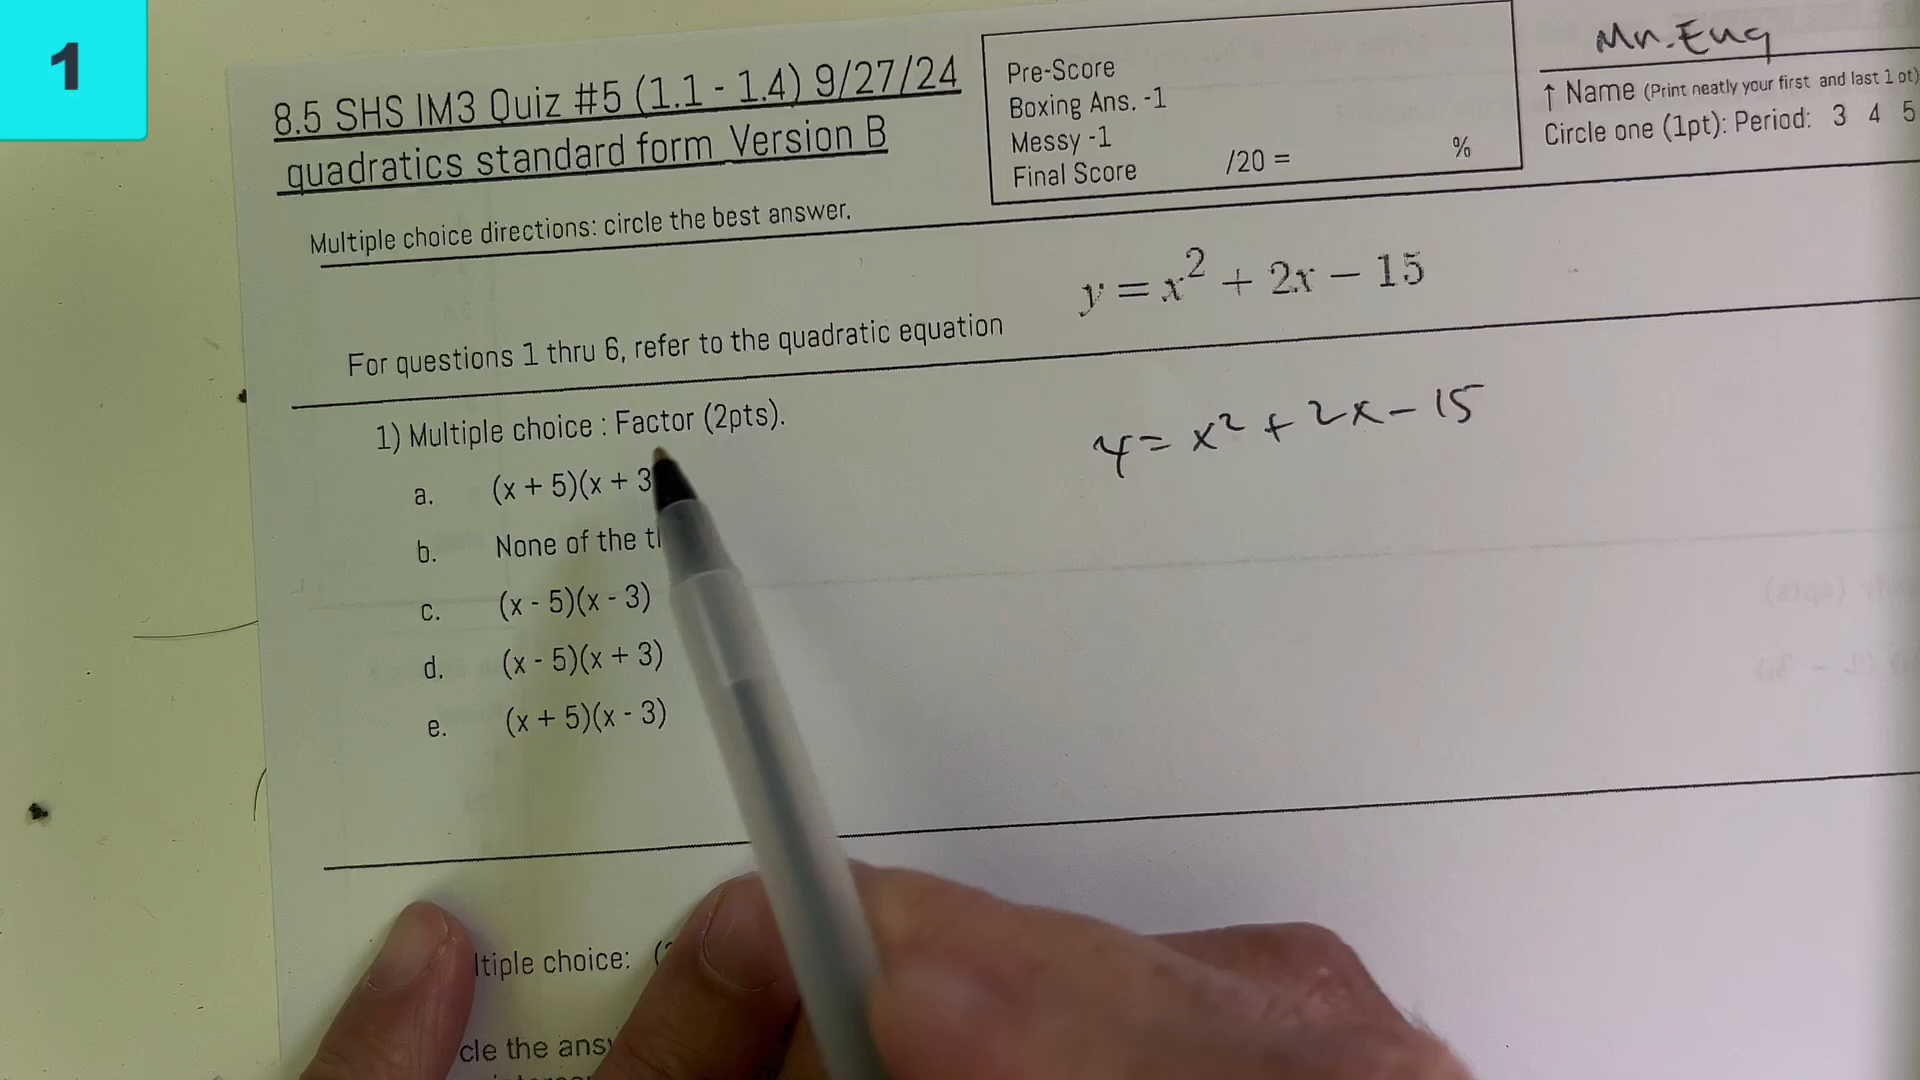 1
8.5 SHS IM3 Quiz #5 (1.1 - 1.4) 9/27/24
quadratics standard form Version B
Pre-Score
Boxing Ans. -1
Messy -1
Final Score /20 = %
Mr. Eng
↑ Name (Print neatly your first and last 1 pt)
Circle one (1pt): Period: 3 4 5
Multiple choice directions: circle the best answer.
For questions 1 thru 6, refer to the quadratic equation
y = x² + 2x − 15
1) Multiple choice : Factor (2pts).
y = x² + 2x − 15
a. (x + 5)(x + 3
b. None of the
c. (x - 5)(x - 3)
d. (x - 5)(x + 3)
e. (x + 5)(x - 3)
ltiple choice: (
cle the ans